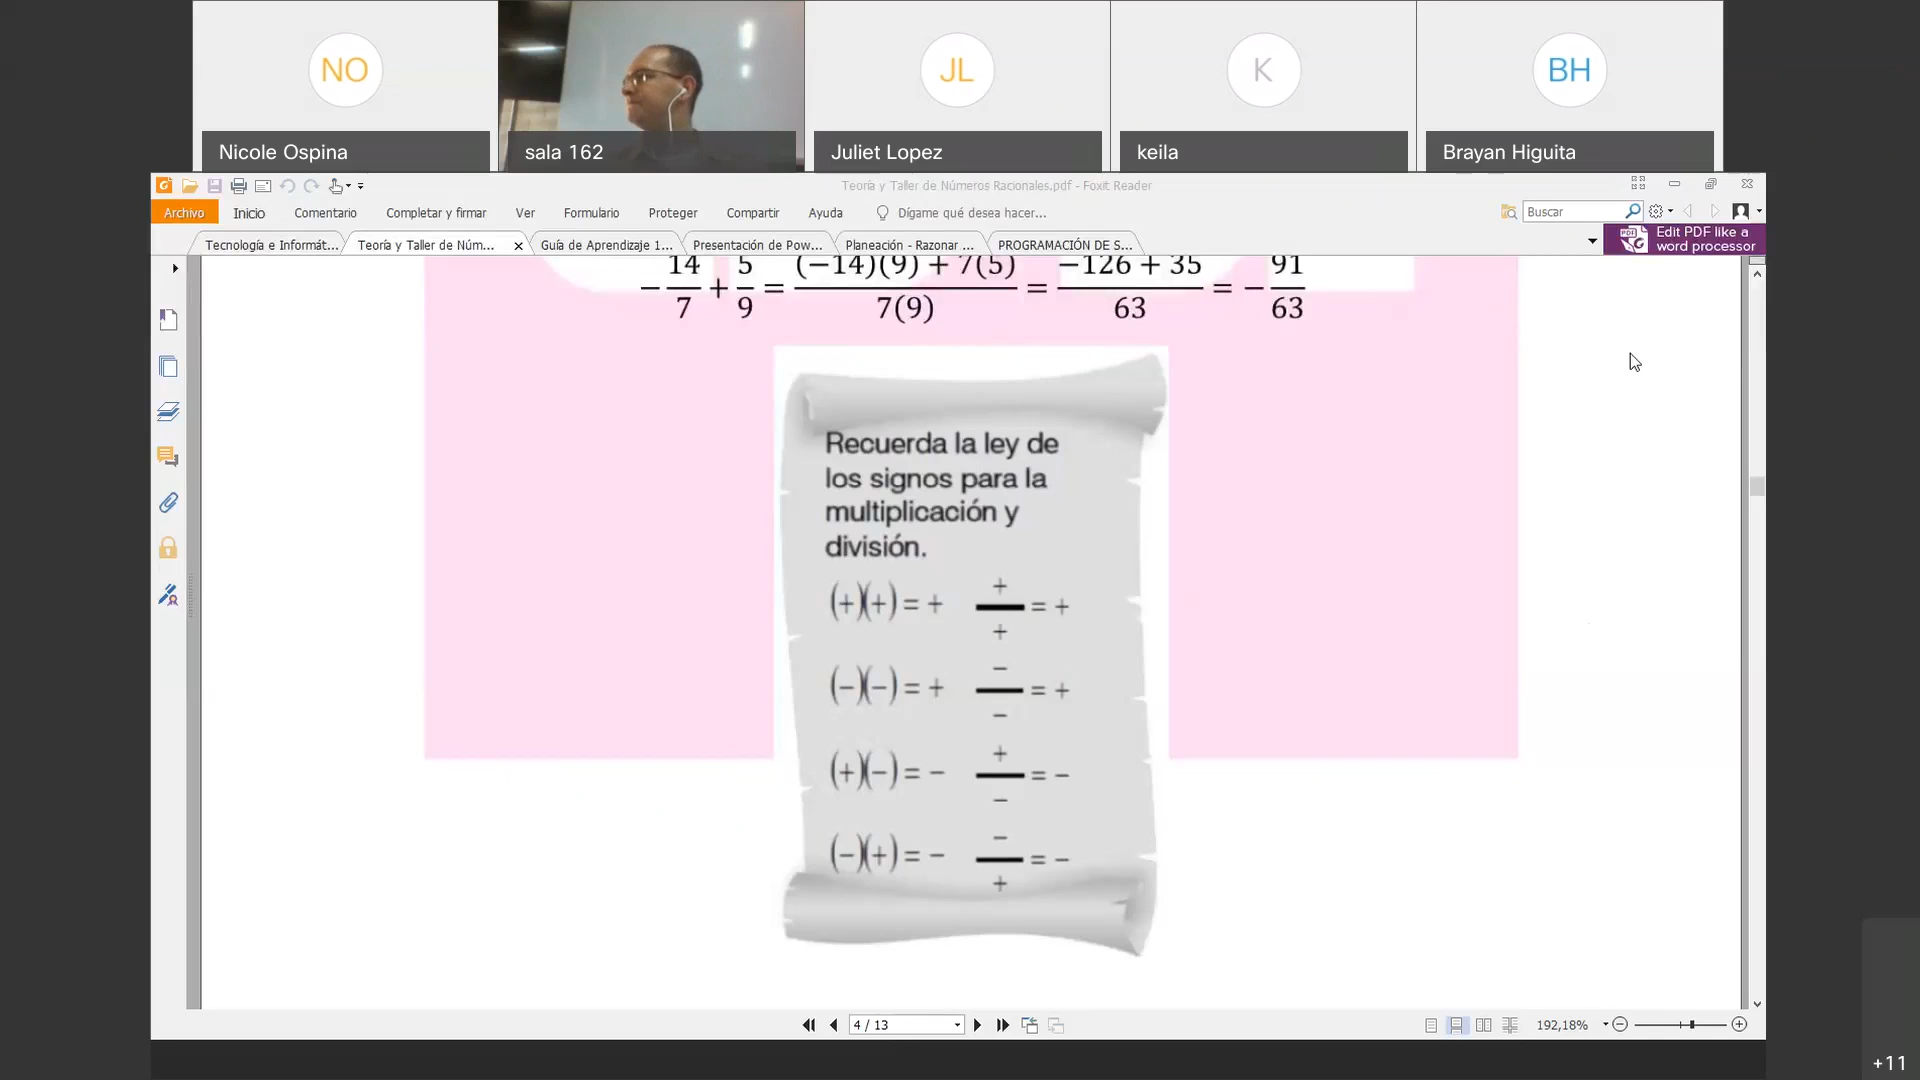 NO
JL
K
BH
Nicole Ospina
sala 162
Juliet Lopez
keila
Brayan Higuita
Teoría y Taller de Números Racionales.pdf - Foxit Reader
Archivo Inicio Comentario Completar y firmar Ver Formulario Proteger Compartir Ayuda Dígame qué desea hacer... Buscar
Tecnología e Informát... Teoría y Taller de Núm... Guía de Aprendizaje 1... Presentación de Pow... Planeación - Razonar ... PROGRAMACIÓN DE S...
Edit PDF like a
word processor
−14/7 + 5/9 = ((−14)(9) + 7(5))/7(9) = (−126 + 35)/63 = −91/63
Recuerda la ley de
los signos para la
multiplicación y
división.
(+)(+) = + +/+ = +
(−)(−) = + −/− = +
(+)(−) = − +/− = −
(−)(+) = − −/+ = −
4 / 13
192,18%
+11